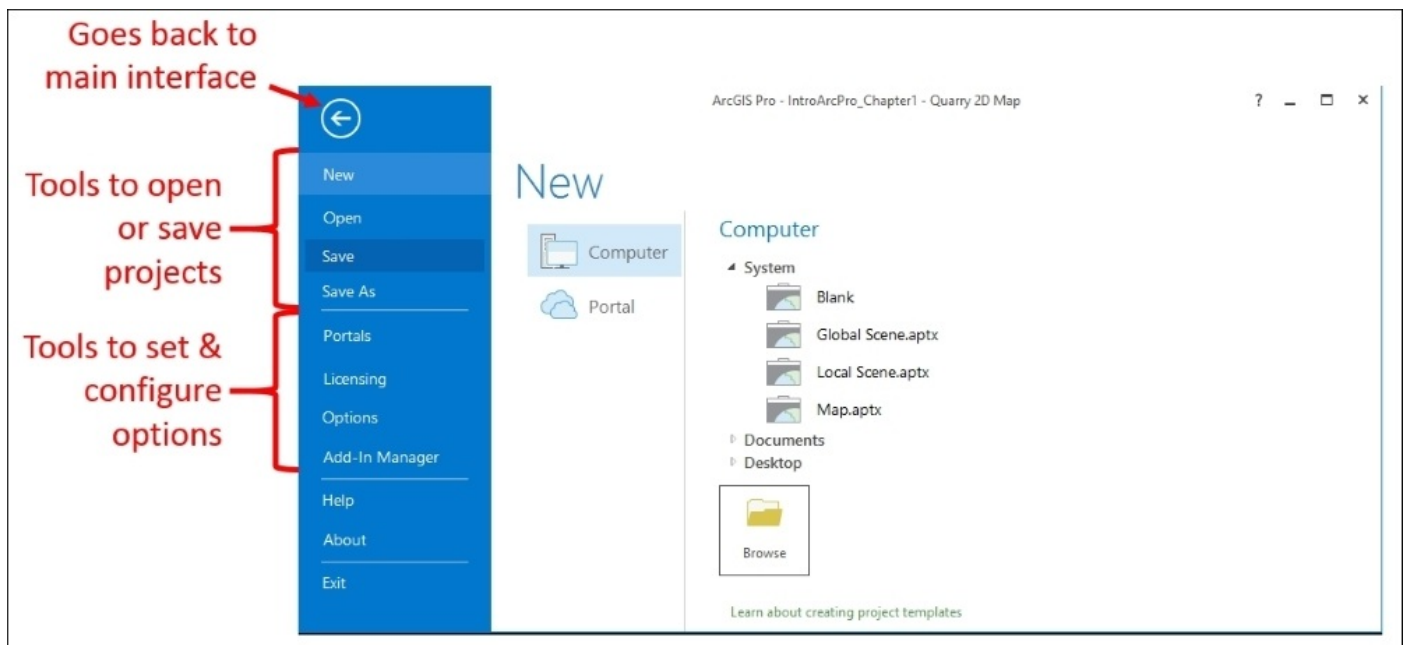 Goes back to
main interface
Tools to open
or save
projects
Tools to set &
configure
options
ArcGIS Pro - IntroArcPro_Chapter1 - Quarry 2D Map
?
New
Open
Save
Save As
Portals
Licensing
Options
Add-In Manager
Help
About
Exit
New
Computer
Portal
Computer
System
Blank
Global Scene.aptx
Local Scene.aptx
Map.aptx
Documents
Desktop
Browse
Learn about creating project templates